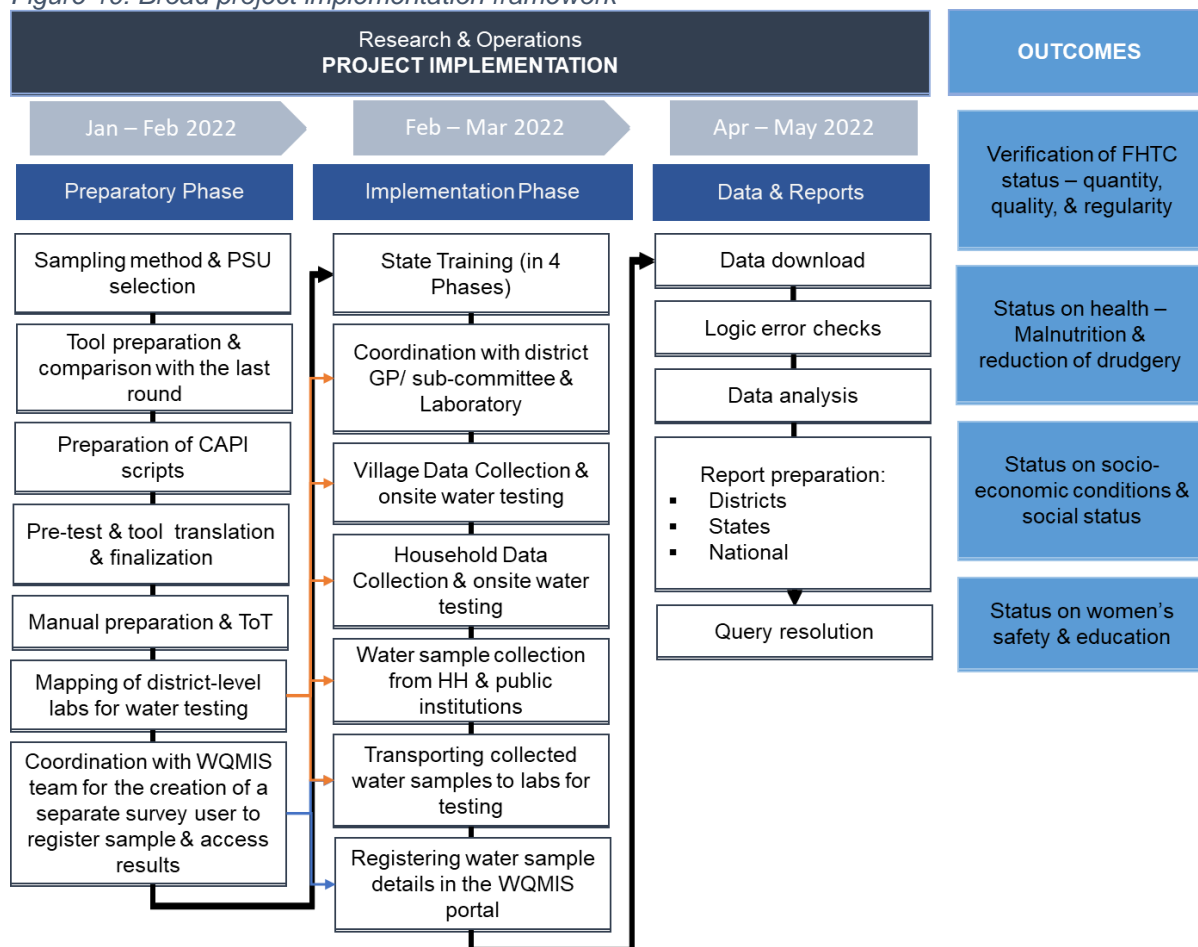 Figure 10: Broad project implementation framework
Research & Operations
PROJECT IMPLEMENTATION
Jan – Feb 2022
Feb – Mar 2022
Apr – May 2022
Preparatory Phase
Implementation Phase
Data & Reports
Sampling method & PSU
selection
Tool preparation &
comparison with the last
round
Preparation of CAPI
scripts
Pre-test & tool translation
& finalization
Manual preparation & ToT
Mapping of district-level
labs for water testing
Coordination with WQMIS
team for the creation of a
separate survey user to
register sample & access
results
State Training (in 4
Phases)
Coordination with district
GP/ sub-committee &
Laboratory
Village Data Collection &
onsite water testing
Household Data
Collection & onsite water
testing
Water sample collection
from HH & public
institutions
Transporting collected
water samples to labs for
testing
Registering water sample
details in the WQMIS
portal
Data download
Logic error checks
Data analysis
Report preparation:
▪ Districts
▪ States
▪ National
Query resolution
OUTCOMES
Verification of FHTC
status – quantity,
quality, & regularity
Status on health –
Malnutrition &
reduction of drudgery
Status on socio-
economic conditions &
social status
Status on women's
safety & education